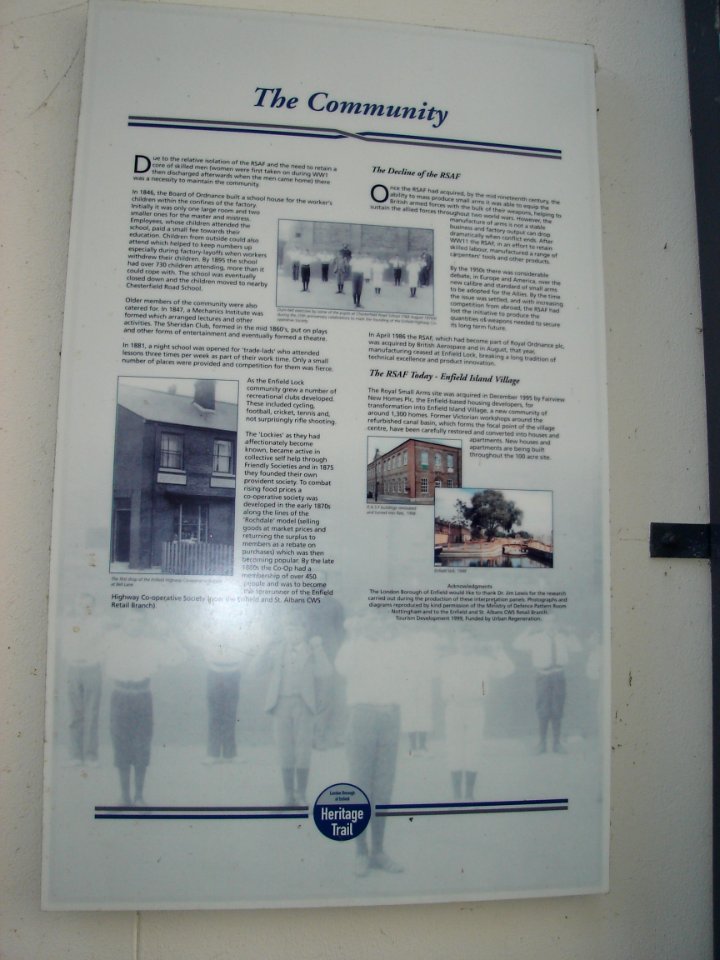 The Community
Due to the relative isolation of the RSAF and the need to retain a
core of skilled men (women were first taken on during WW1
then discharged afterwards when the men came home) there
was a necessity to maintain the community.
In 1846, the Board of Ordnance built a school house for the worker's
children within the confines of the factory.
Initially it was only one large room and two
smaller ones for the master and mistress.
Employees, whose children attended the
school, paid a small fee towards their
education. Children from outside could also
attend which helped to keep numbers up
especially during factory-layoffs when workers
withdrew their children. By 1895 the school
had over 730 children attending, more than it
could cope with. The school was eventually
closed down and the children moved to nearby
Chesterfield Road School.
Older members of the community were also
catered for. In 1847, a Mechanics Institute was
formed which arranged lectures and other
activities. The Sheridan Club, formed in the mid 1860's, put on plays
and other forms of entertainment and eventually formed a theatre.
In 1881, a night school was opened for 'trade-lads' who attended
lessons three times per week as part of their work time. Only a small
number of places were provided and competition for them was fierce.
As the Enfield Lock
community grew a number of
recreational clubs developed.
These included cycling,
football, cricket, tennis and,
not surprisingly rifle shooting.
The 'Lockies' as they had
affectionately become
known, became active in
collective self help through
Friendly Societies and in 1875
they founded their own
provident society. To combat
rising food prices a
co-operative society was
developed in the early 1870s
along the lines of the
'Rochdale' model (selling
goods at market prices and
returning the surplus to
members as a rebate on
purchases) which was then
becoming popular. By the late
1880s the Co-Op had a
membership of over 450
people and was to become
the forerunner of the Enfield
Highway Co-operative Society (now the Enfield and St. Albans CWS
Retail Branch)
The first shop of the Enfield Highway Co-operative
at Bell Lane
The Decline of the RSAF
Once the RSAF had acquired, by the mid nineteenth century, the
ability to mass produce small arms it was able to equip the
British armed forces with the bulk of their weapons, helping to
sustain the allied forces throughout two world wars. However, the
manufacture of arms is not a stable
business and factory output can drop
dramatically when conflict ends. After
WW11 the RSAF, in an effort to retain
skilled labour, manufactured a range of
carpenters' tools and other products.
By the 1950s there was considerable
debate, in Europe and America, over the
new calibre and standard of small arms
to be adopted for the Allies. By the time
the issue was settled, and with increasing
competition from abroad, the RSAF had
lost the initiative to produce the
quantities of weapons needed to secure
its long term future.
In April 1986 the RSAF, which had become part of Royal Ordnance plc,
was acquired by British Aerospace and in August, that year,
manufacturing ceased at Enfield Lock, breaking a long tradition of
technical excellence and product innovation.
The RSAF Today - Enfield Island Village
The Royal Small Arms site was acquired in December 1995 by Fairview
New Homes Plc, the Enfield-based housing developers, for
transformation into Enfield Island Village, a new community of
around 1,300 homes. Former Victorian workshops around the
refurbished canal basin, which forms the focal point of the village
centre, have been carefully restored and converted into houses and
apartments. New houses and
apartments are being built
throughout the 100 acre site.
Acknowledgments
The London Borough of Enfield would like to thank Dr. Jim Lewis for the research
carried out during the production of these interpretation panels. Photographs and
diagrams reproduced by kind permission of the Ministry of Defence Pattern Room
Nottingham and to the Enfield and St. Albans CWS Retail Branch.
Tourism Development 1999, Funded by Urban Regeneration.
London Borough
of Enfield
Heritage
Trail